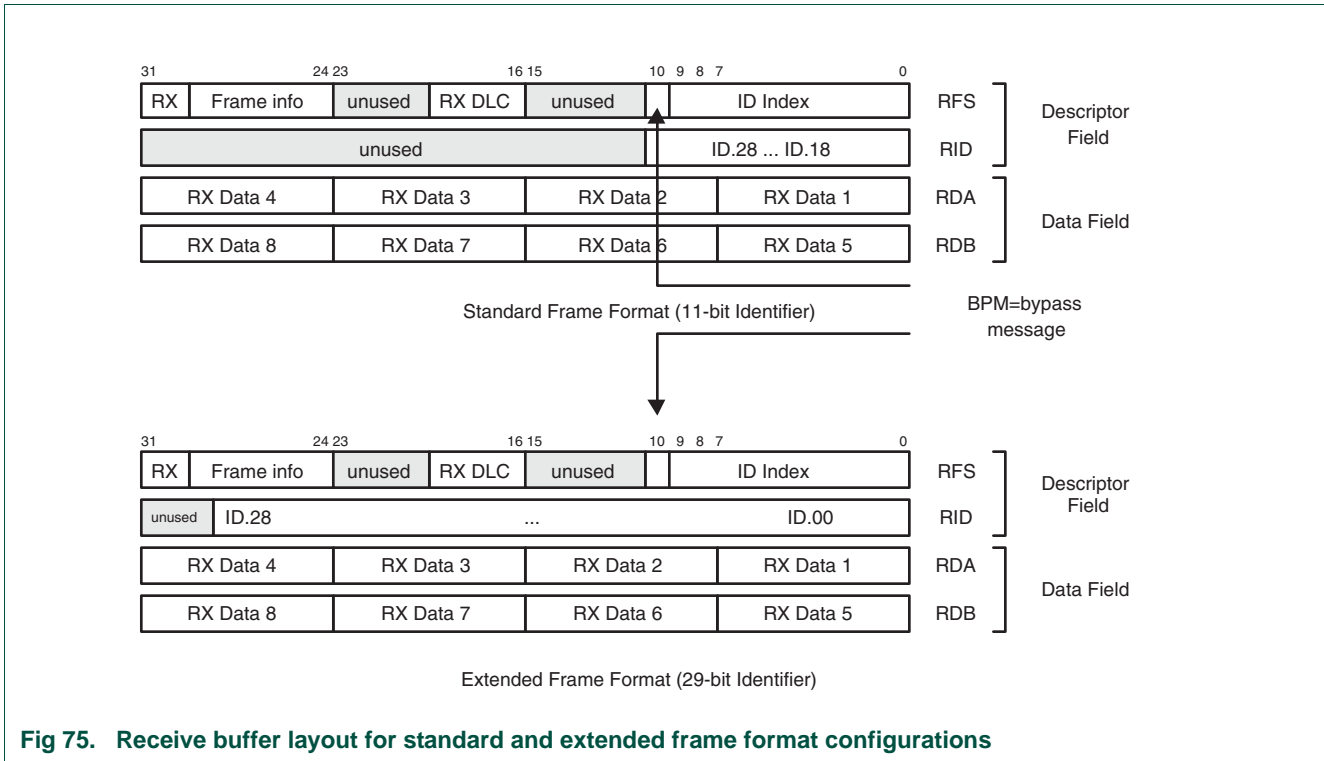 31 24 23 16 15 10 9 8 7 0
RX Frame info unused RX DLC unused ID Index RFS
Descriptor
Field
unused ID.28 ... ID.18 RID
RX Data 4 RX Data 3 RX Data 2 RX Data 1 RDA
Data Field
RX Data 8 RX Data 7 RX Data 6 RX Data 5 RDB
Standard Frame Format (11-bit Identifier)
BPM=bypass
message
31 24 23 16 15 10 9 8 7 0
RX Frame info unused RX DLC unused ID Index RFS
Descriptor
Field
unused ID.28 ... ID.00 RID
RX Data 4 RX Data 3 RX Data 2 RX Data 1 RDA
Data Field
RX Data 8 RX Data 7 RX Data 6 RX Data 5 RDB
Extended Frame Format (29-bit Identifier)
Fig 75. Receive buffer layout for standard and extended frame format configurations